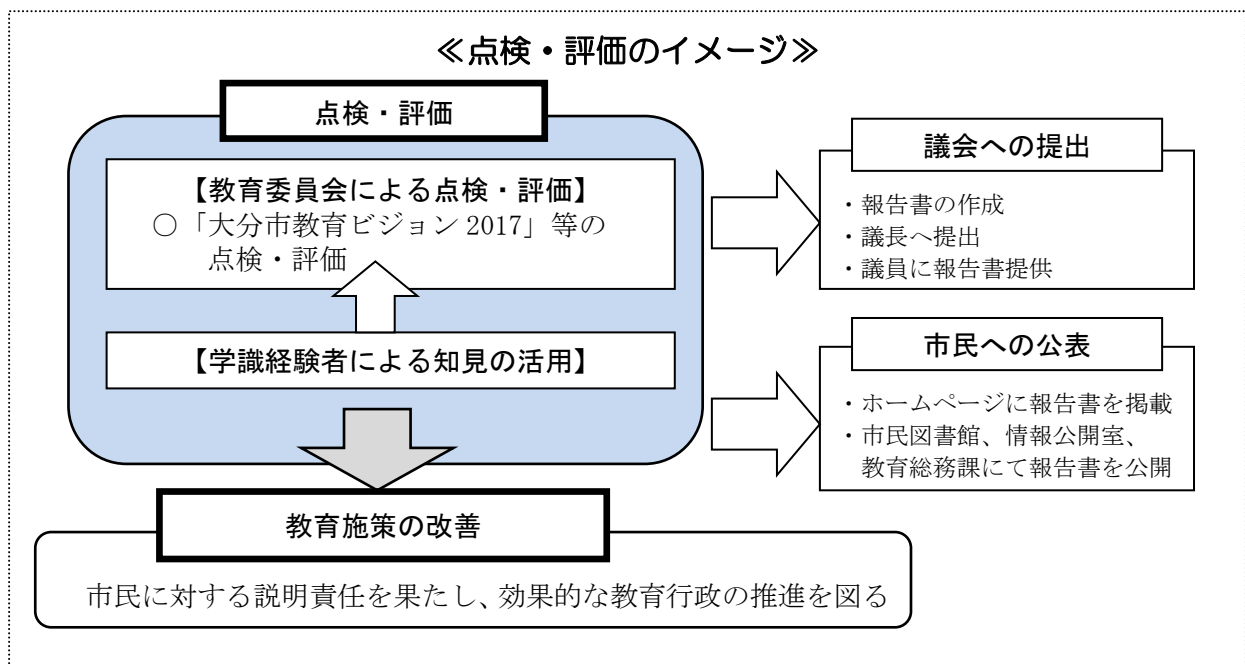 ≪点検・評価のイメージ≫
点検・評価
【教育委員会による点検・評価】
○「大分市教育ビジョン 2017」等の
点検・評価
【学識経験者による知見の活用】
議会への提出
・報告書の作成
・議長へ提出
・議員に報告書提供
市民への公表
・ホームページに報告書を掲載
・市民図書館、情報公開室、
教育総務課にて報告書を公開
教育施策の改善
市民に対する説明責任を果たし、効果的な教育行政の推進を図る